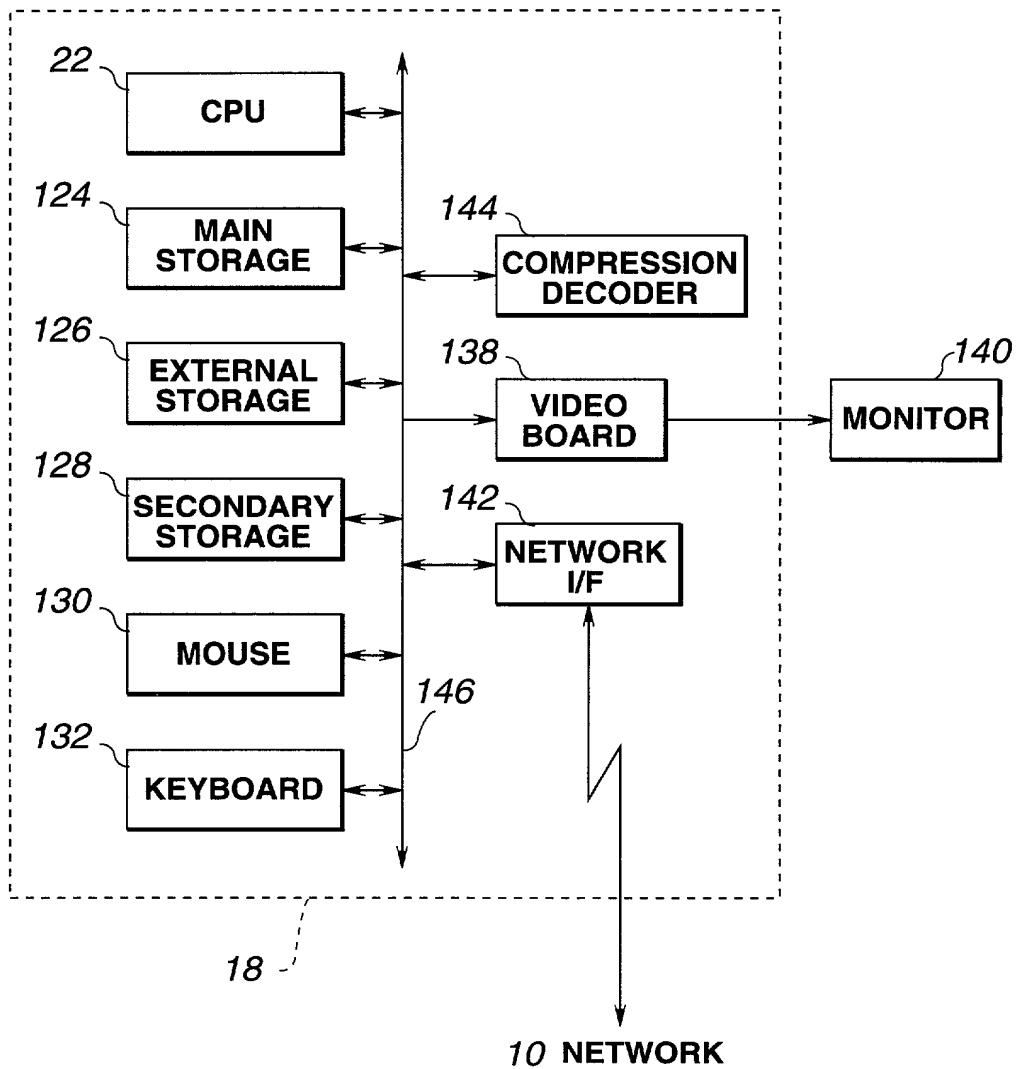 22
CPU
124
MAIN
STORAGE
144
COMPRESSION
DECODER
126
EXTERNAL
STORAGE
138
VIDEO
BOARD
140
MONITOR
128
SECONDARY
STORAGE
142
NETWORK
I/F
130
MOUSE
146
132
KEYBOARD
18
10 NETWORK